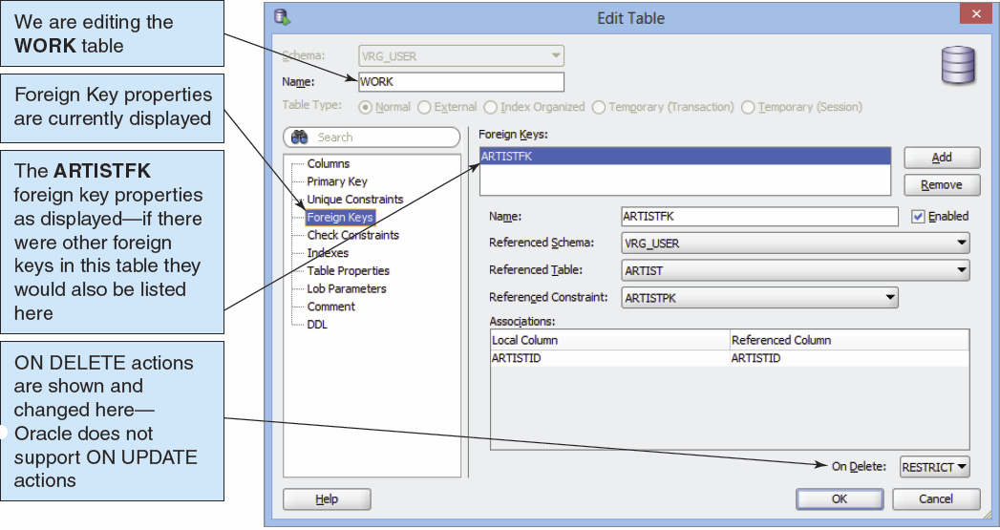 We are editing the
WORK table
Foreign Key properties
are currently displayed
The ARTISTFK
foreign key properties
as displayed—if there
were other foreign
keys in this table they
would also be listed
here
ON DELETE actions
are shown and
changed here—
Oracle does not
support ON UPDATE
actions
Edit Table
Schema: VRG_USER
Name: WORK
Table Type: Normal External Index Organized Temporary (Transaction) Temporary (Session)
Search
Columns
Primary Key
Unique Constraints
Foreign Keys
Check Constraints
Indexes
Table Properties
Lob Parameters
Comment
DDL
Foreign Keys:
ARTISTFK
Add
Remove
Name: ARTISTFK Enabled
Referenced Schema: VRG_USER
Referenced Table: ARTIST
Referenced Constraint: ARTISTPK
Associations:
Local Column Referenced Column
ARTISTID ARTISTID
On Delete: RESTRICT
Help OK Cancel